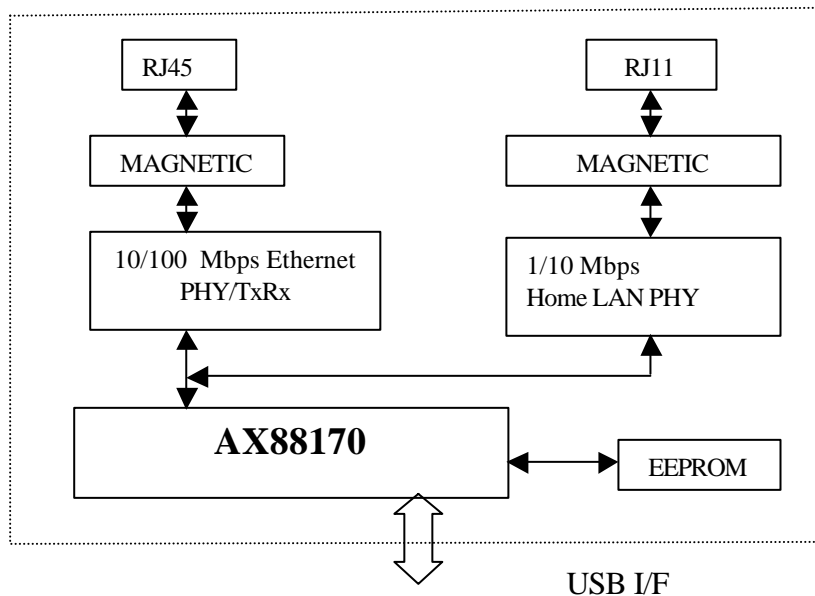 RJ45
RJ11
MAGNETIC
MAGNETIC
10/100 Mbps Ethernet
PHY/TxRx
1/10 Mbps
Home LAN PHY
AX88170
EEPROM
USB I/F